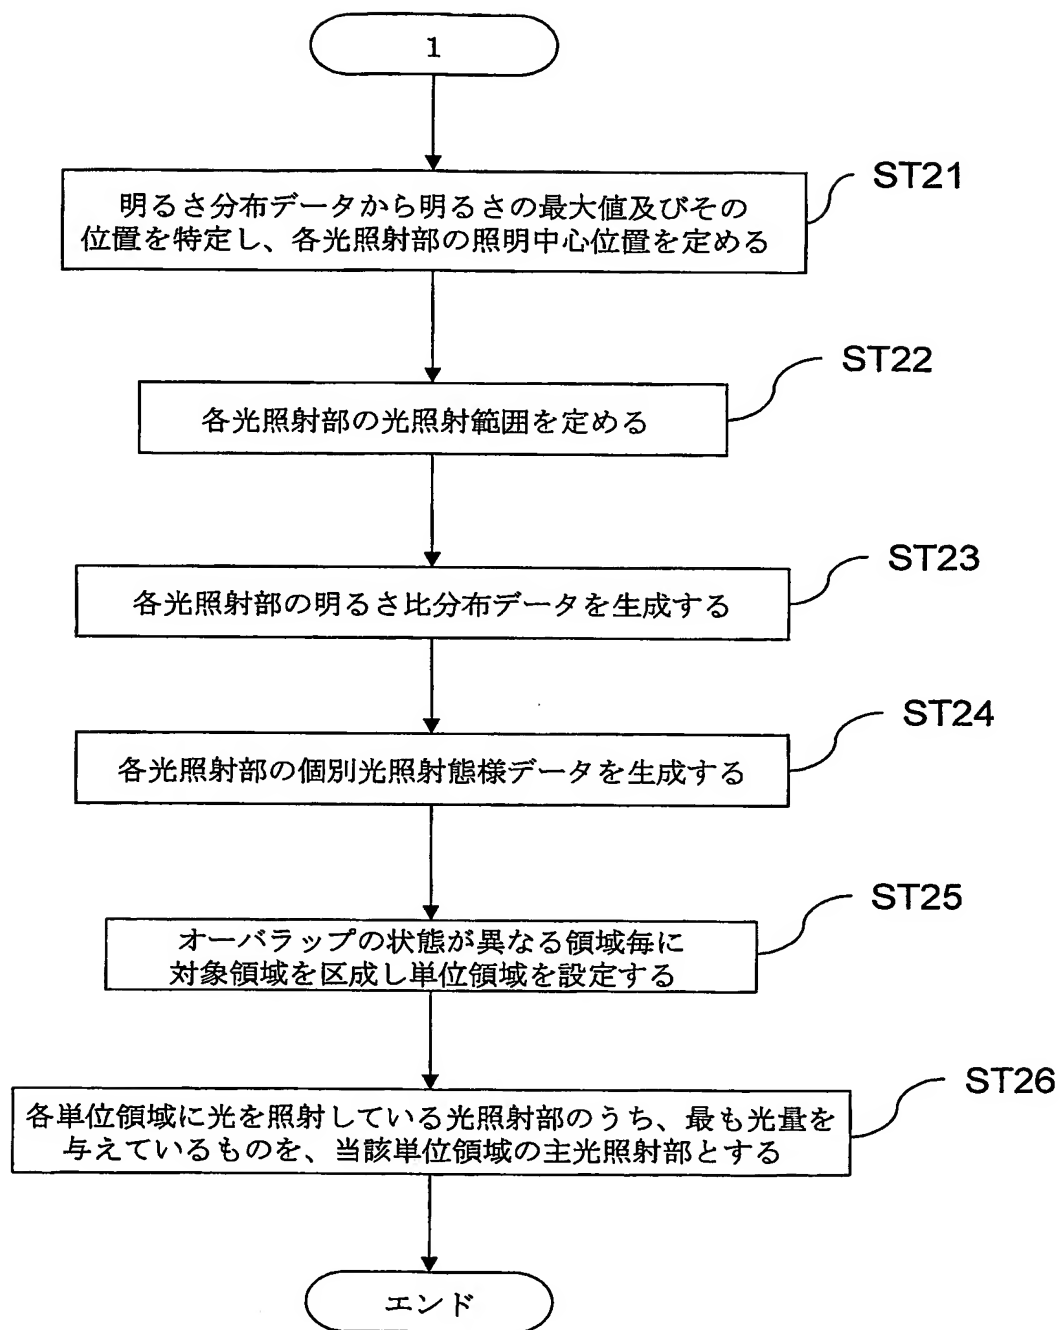 1
ST21
明るさ分布データから明るさの最大値及びその
位置を特定し、各光照射部の照明中心位置を定める
ST22
各光照射部の光照射範囲を定める
ST23
各光照射部の明るさ比分布データを生成する
ST24
各光照射部の個別光照射態様データを生成する
ST25
オーバラップの状態が異なる領域毎に
対象領域を区成し単位領域を設定する
ST26
各単位領域に光を照射している光照射部のうち、最も光量を
与えているものを、当該単位領域の主光照射部とする
エンド